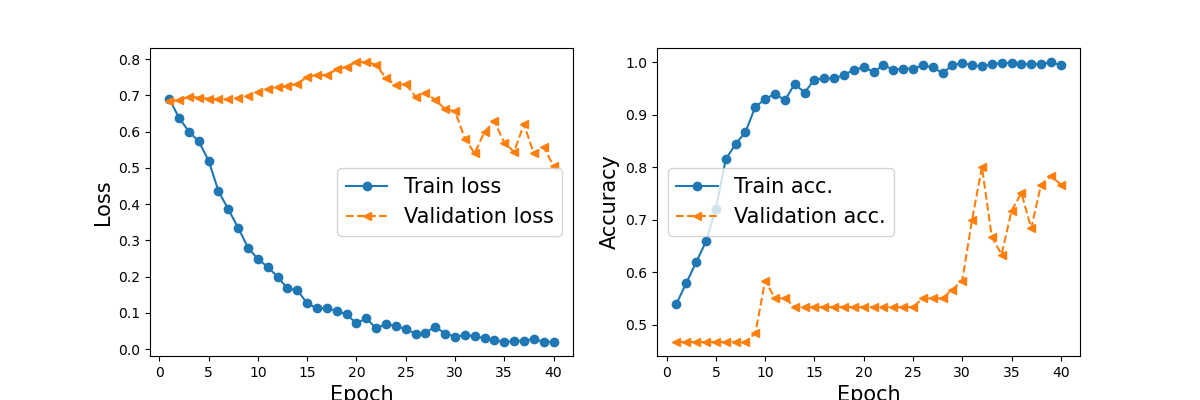 0.8
0.7
0.6
0.5
0.4
0.3
0.2
0.1
0.0
Loss
0 5 10 15 20 25 30 35 40
Epoch
Train loss
Validation loss
1.0
0.9
0.8
0.7
0.6
0.5
Accuracy
0 5 10 15 20 25 30 35 40
Epoch
Train acc.
Validation acc.